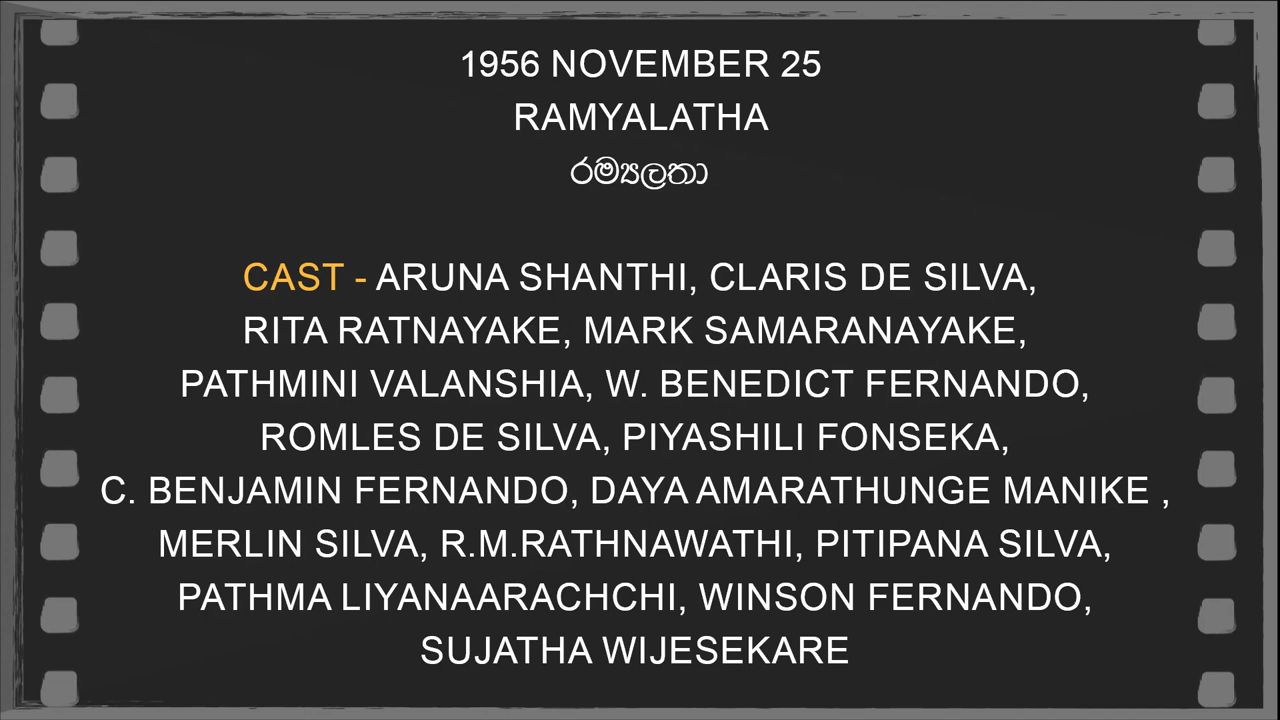 1956 NOVEMBER 25
RAMYALATHA
රම්‍යලතා
CAST - ARUNA SHANTHI, CLARIS DE SILVA,
RITA RATNAYAKE, MARK SAMARANAYAKE,
PATHMINI VALANSHIA, W. BENEDICT FERNANDO,
ROMLES DE SILVA, PIYASHILI FONSEKA,
C. BENJAMIN FERNANDO, DAYA AMARATHUNGE MANIKE ,
MERLIN SILVA, R.M.RATHNAWATHI, PITIPANA SILVA,
PATHMA LIYANAARACHCHI, WINSON FERNANDO,
SUJATHA WIJESEKARE